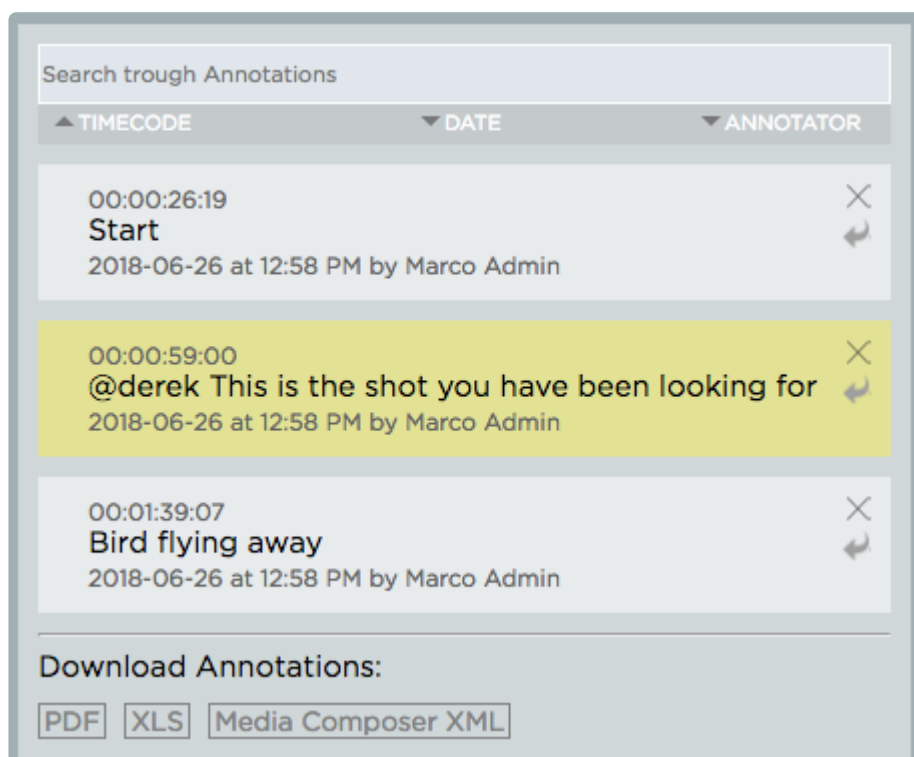 Search trough Annotations
TIMECODE DATE ANNOTATOR
00:00:26:19
Start
2018-06-26 at 12:58 PM by Marco Admin
00:00:59:00
@derek This is the shot you have been looking for
2018-06-26 at 12:58 PM by Marco Admin
00:01:39:07
Bird flying away
2018-06-26 at 12:58 PM by Marco Admin
Download Annotations:
PDF XLS Media Composer XML